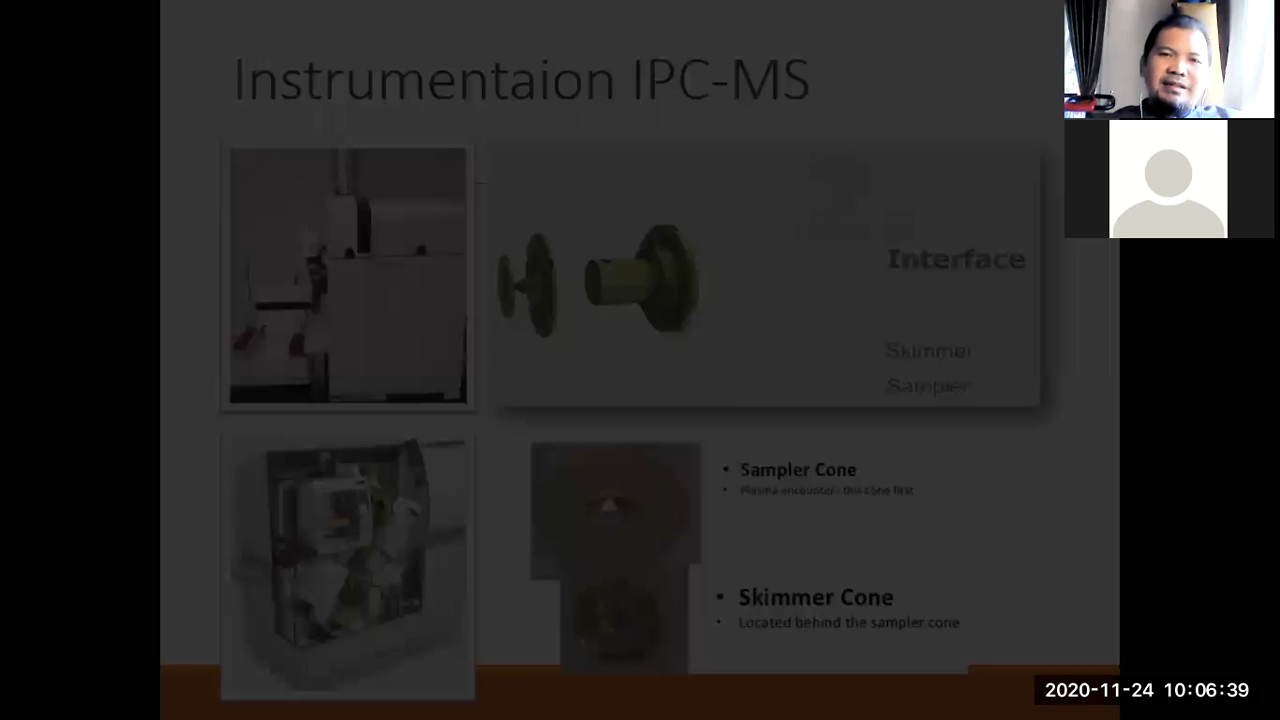 Instrumentaion IPC-MS
Interface
Skimmer
Sampler
• Sampler Cone
• Plasma encounters this cone first
• Skimmer Cone
• Located behind the sampler cone
2020-11-24 10:06:39